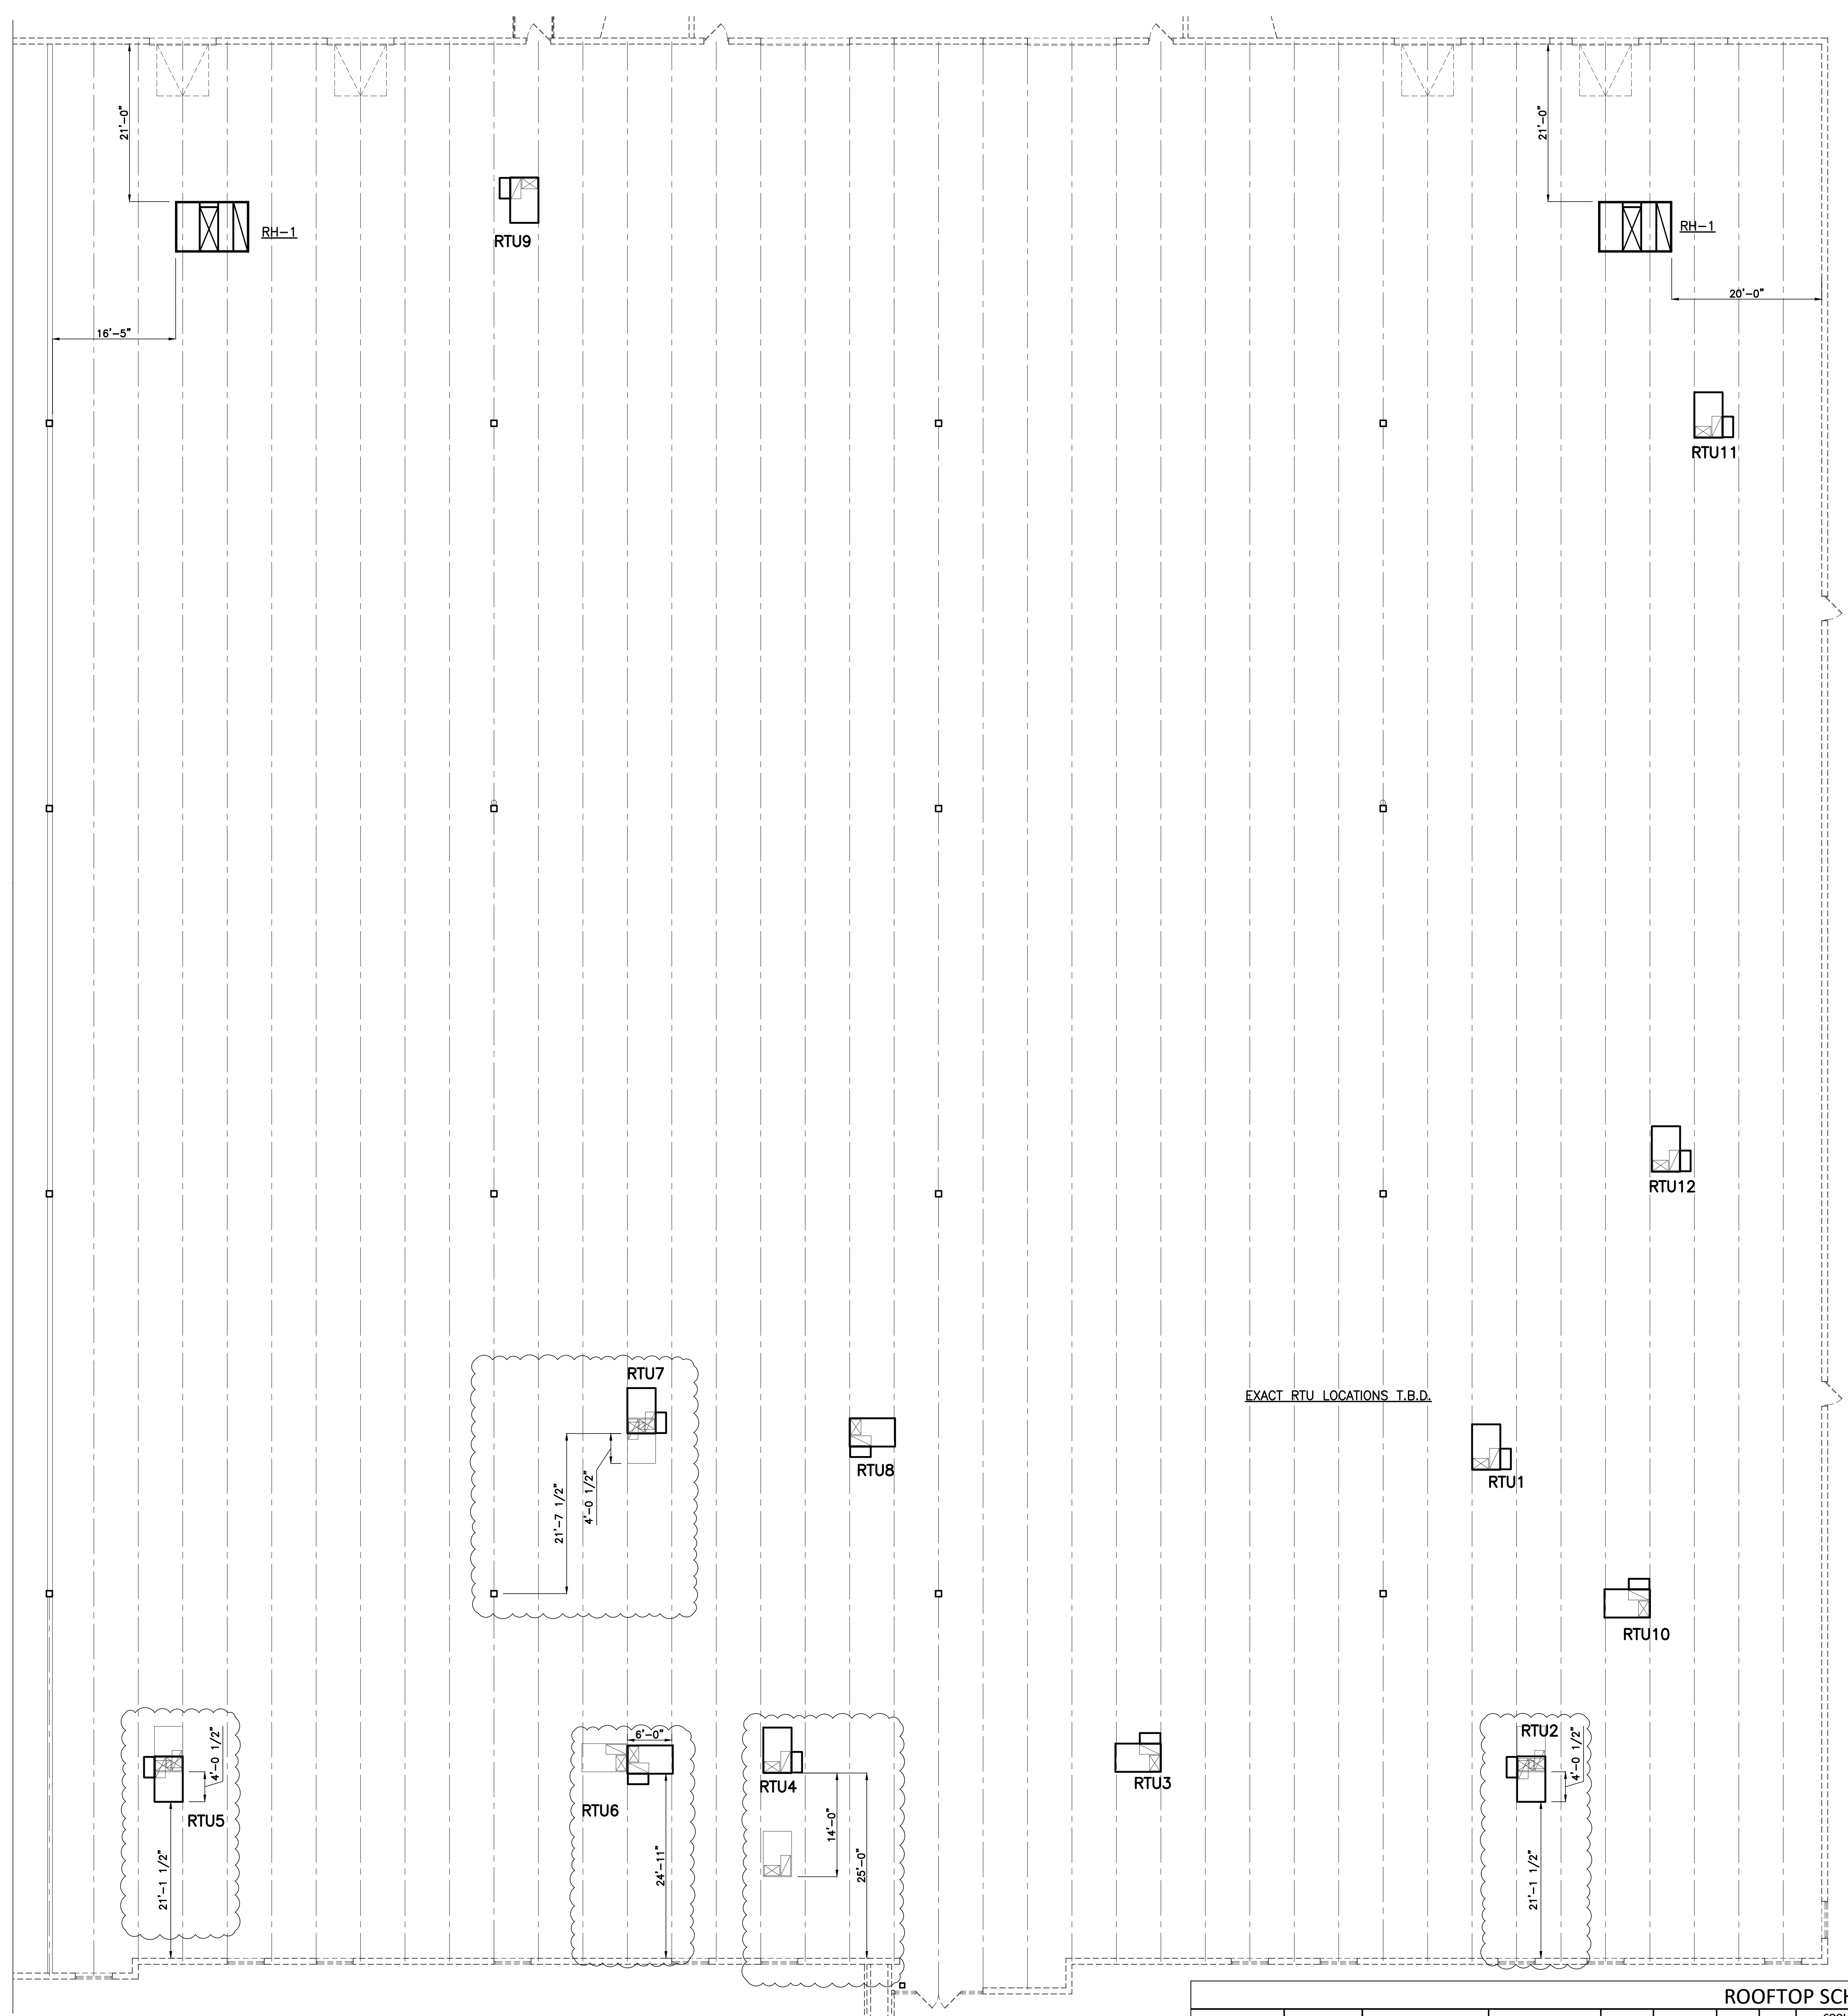 21'-0"
21'-0"
RH-1
RTU9
RH-1
20'-0"
16'-5"
RTU11
RTU12
RTU7
EXACT RTU LOCATIONS T.B.D.
RTU8
RTU1
4'-0 1/2"
21'-7 1/2"
RTU10
RTU2
4'-0 1/2"
6'-0"
4'-0 1/2"
RTU4
RTU3
RTU6
RTU5
14'-0"
24'-11"
25'-0"
21'-1 1/2"
21'-1 1/2"
ROOFTOP SCH